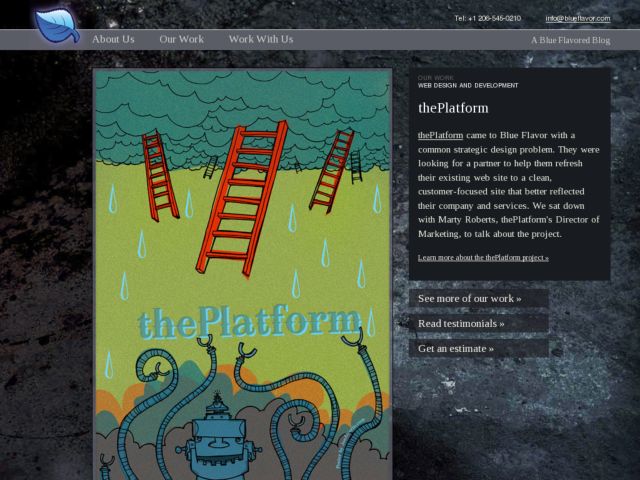 Tel: +1 206-545-0210 info@blueflavor.com
About Us Our Work Work With Us A Blue Flavored Blog
OUR WORK
WEB DESIGN AND DEVELOPMENT
thePlatform
thePlatform came to Blue Flavor with a
common strategic design problem. They were
looking for a partner to help them refresh
their existing web site to a clean,
customer-focused site that better reflected
their company and services. We sat down
with Marty Roberts, thePlatform's Director of
Marketing, to talk about the project.
Learn more about the thePlatform project »
See more of our work »
Read testimonials »
Get an estimate »
thePlatform